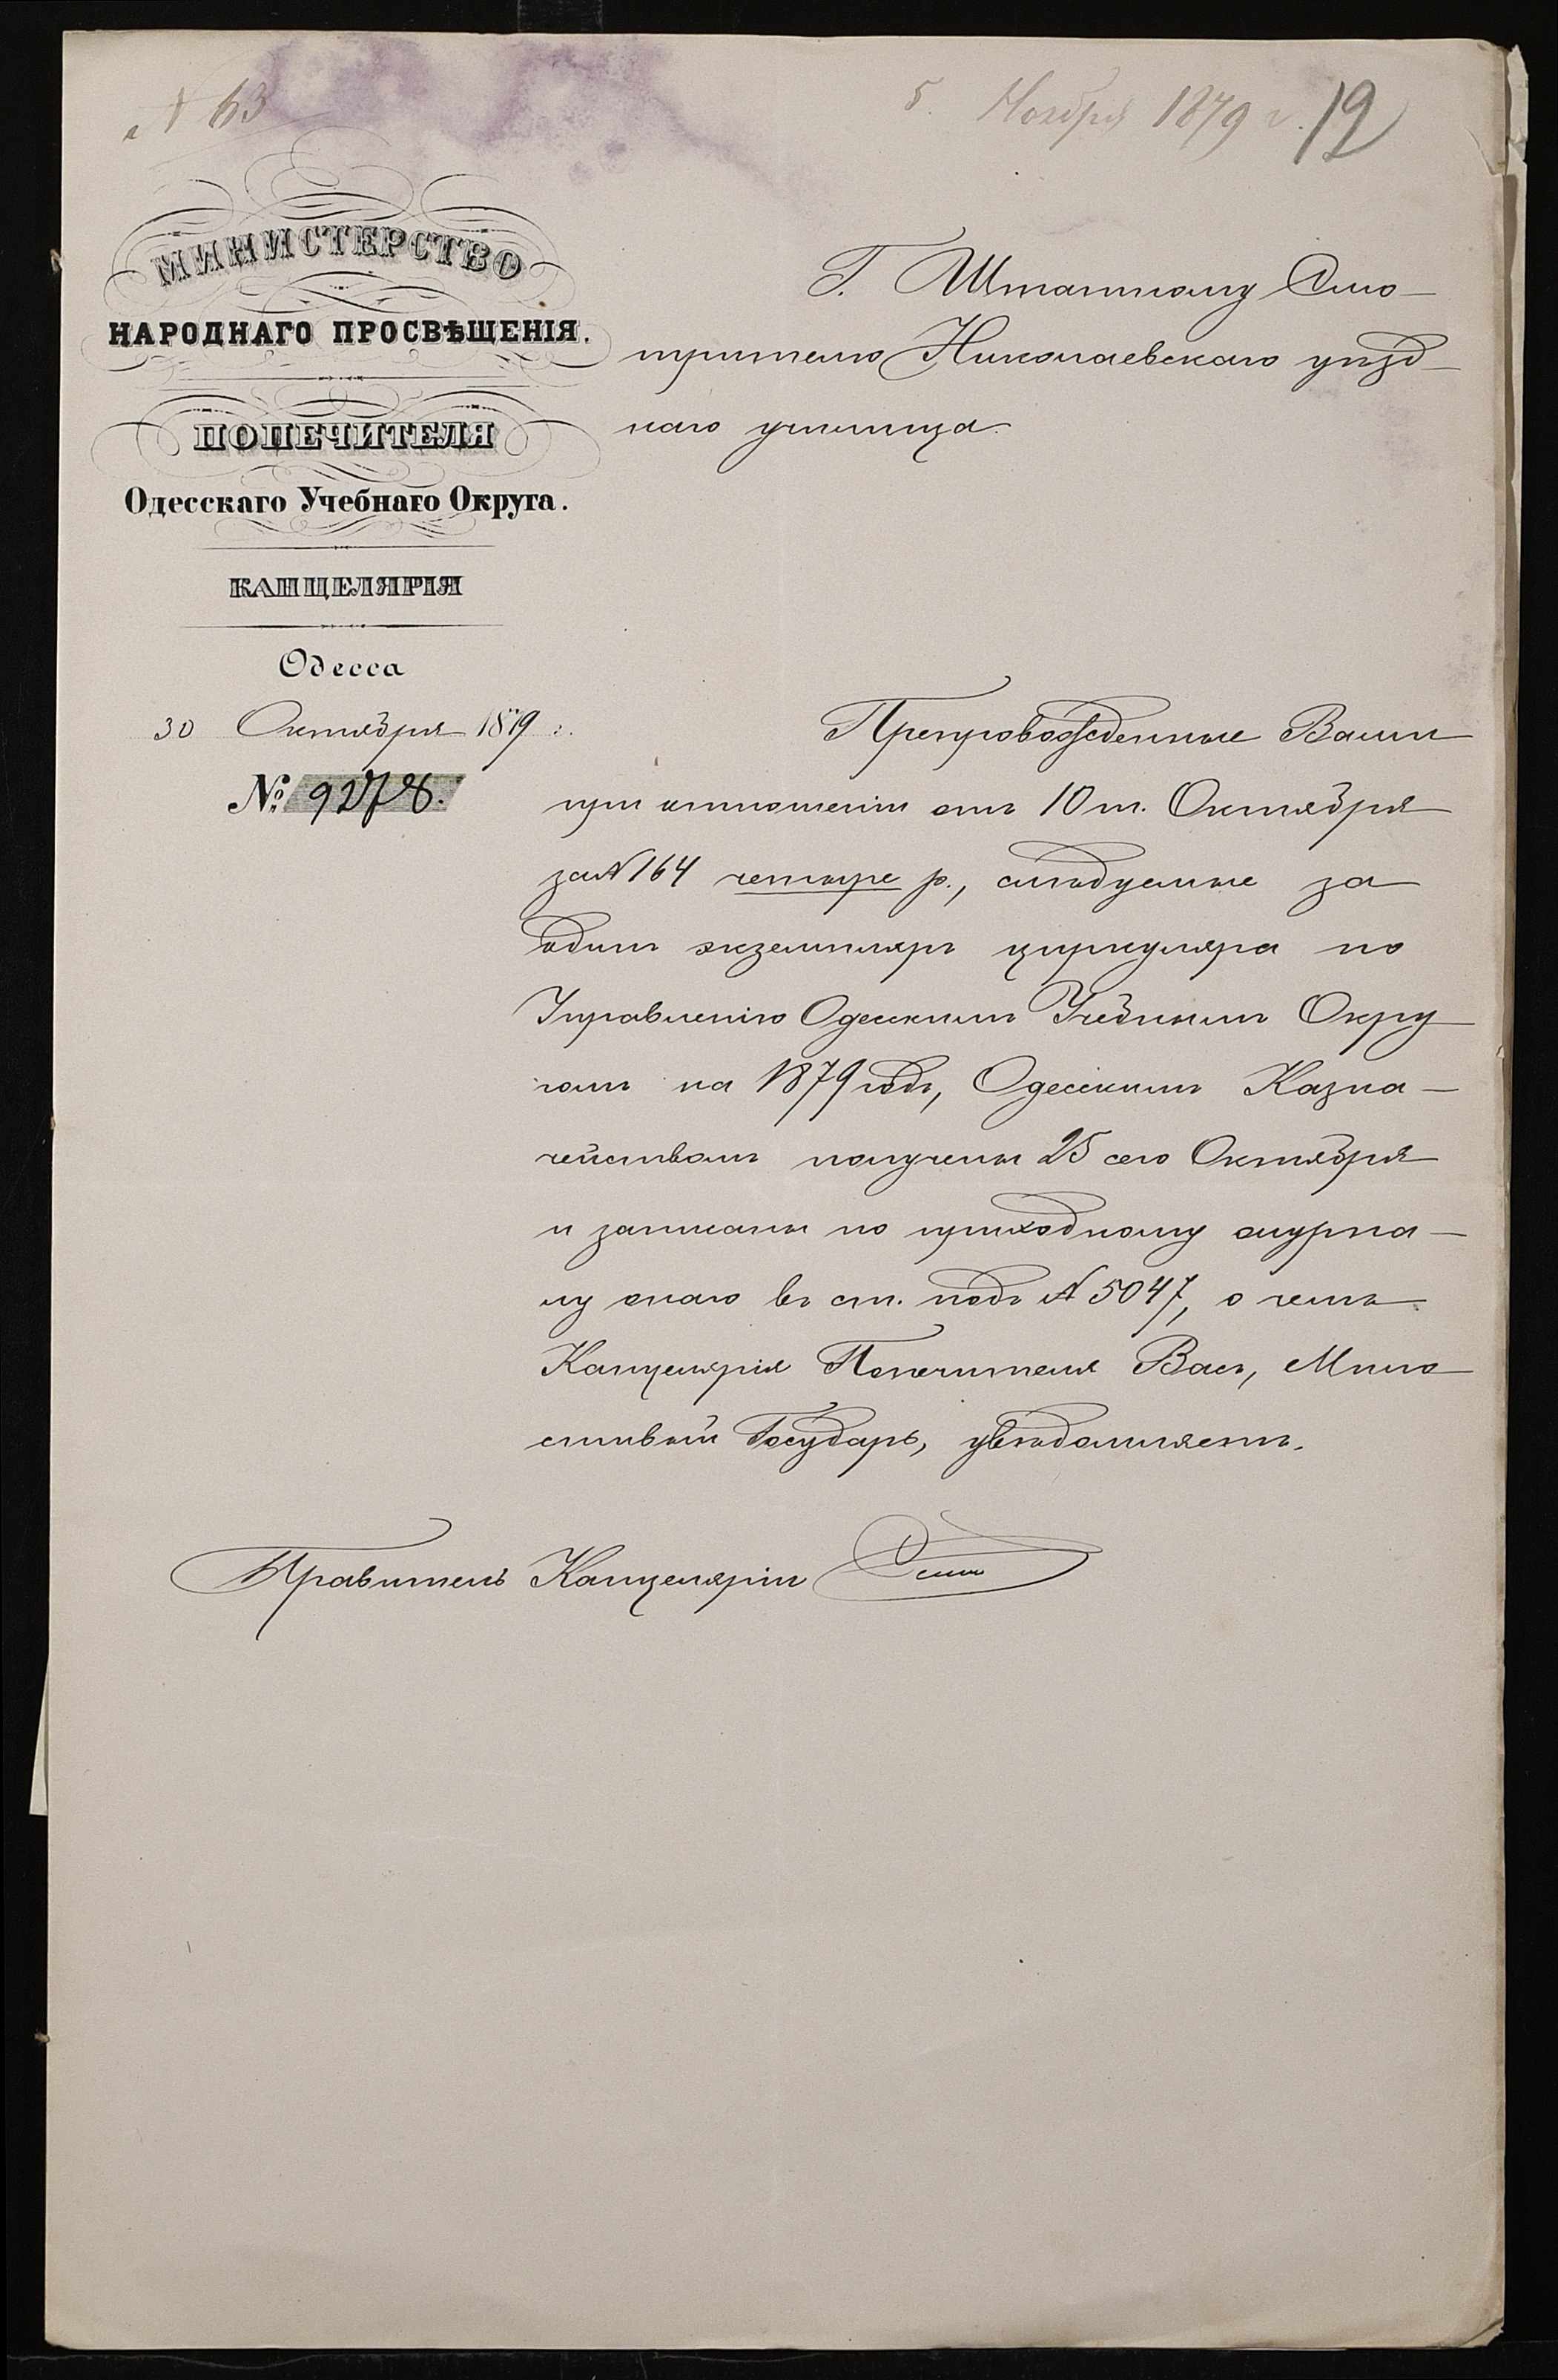 № 63
5. Ноября 1879 г.
12
МИНИСТЕРСТВО
НАРОДНАГО ПРОСВѢЩЕНІЯ.
ПОПЕЧИТЕЛЯ
Одесскаго Учебнаго Округа.
КАНЦЕЛЯРІЯ
Одесса
30 Октября 1879 г.
№ 9278.
Г. Штатному Смо-
трителю Николаевскаго уѣзд-
наго училища.
Препровожденные Вами
при отношеніи отъ 10 т. Октября
за № 164 четыре р., слѣдуемые за
одинъ экземпляръ циркуляра по
Управленію Одесскимъ Учебнымъ Окру
гомъ на 1879 годъ, Одесскимъ Казна-
чействомъ получены 25 сего Октября
и записаны по приходному журна-
лу онаго въ ст. подъ № 5047, о чемъ
Канцелярія Попечителя Васъ, Мило
стивый Государь, увѣдомляетъ.
Правитель Канцеляріи